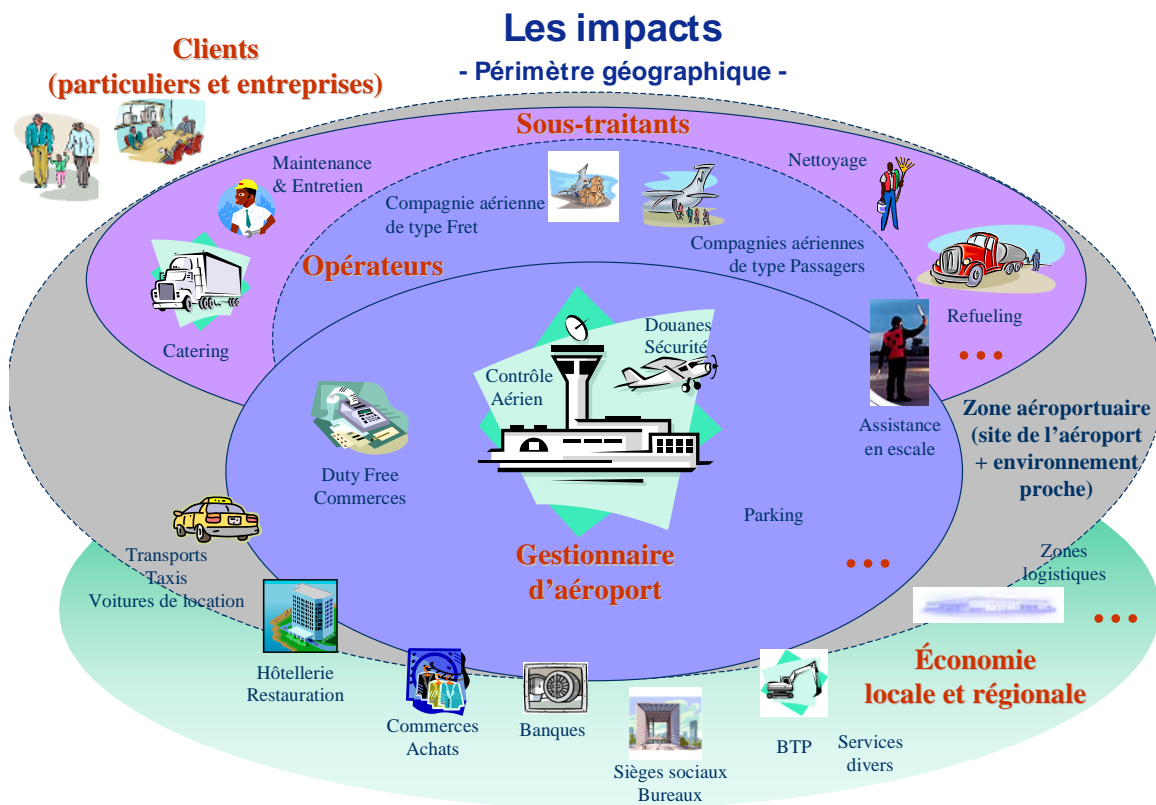 Les impacts
- Périmètre géographique -
Clients
(particuliers et entreprises)
Sous-traitants
Maintenance
& Entretien
Nettoyage
Compagnie aérienne
de type Fret
Compagnies aériennes
de type Passagers
Opérateurs
Catering
Refueling
...
Douanes
Sécurité
Contrôle
Aérien
Assistance
en escale
Zone aéroportuaire
(site de l'aéroport
+ environnement
proche)
Duty Free
Commerces
Parking
Gestionnaire
d'aéroport
...
Transports
Taxis
Voitures de location
Zones
logistiques
...
Hôtellerie
Restauration
Économie
locale et régionale
Commerces
Achats
Banques
Sièges sociaux
Bureaux
BTP
Services
divers